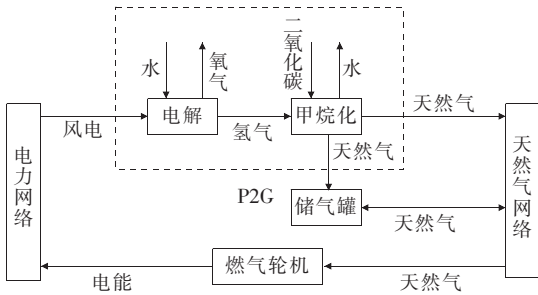 水
氧气
二氧化碳
水
电力网络
风电
电解
氢气
甲烷化
天然气
天然气
天然气网络
P2G
储气罐
天然气
电能
燃气轮机
天然气